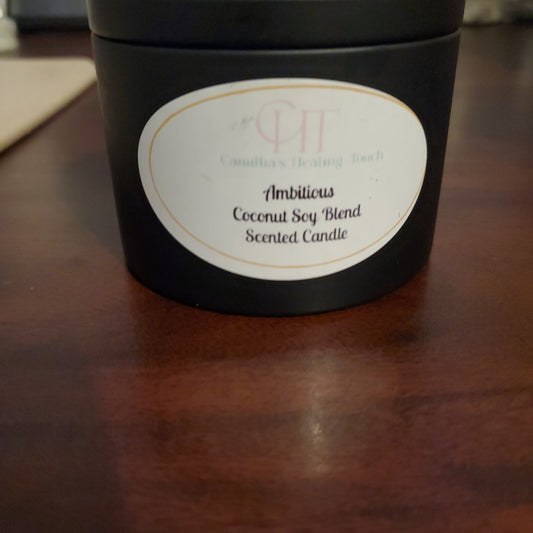 CHT
Healing Touch
Ambitious
Coconut Soy Blend
Scented Candle